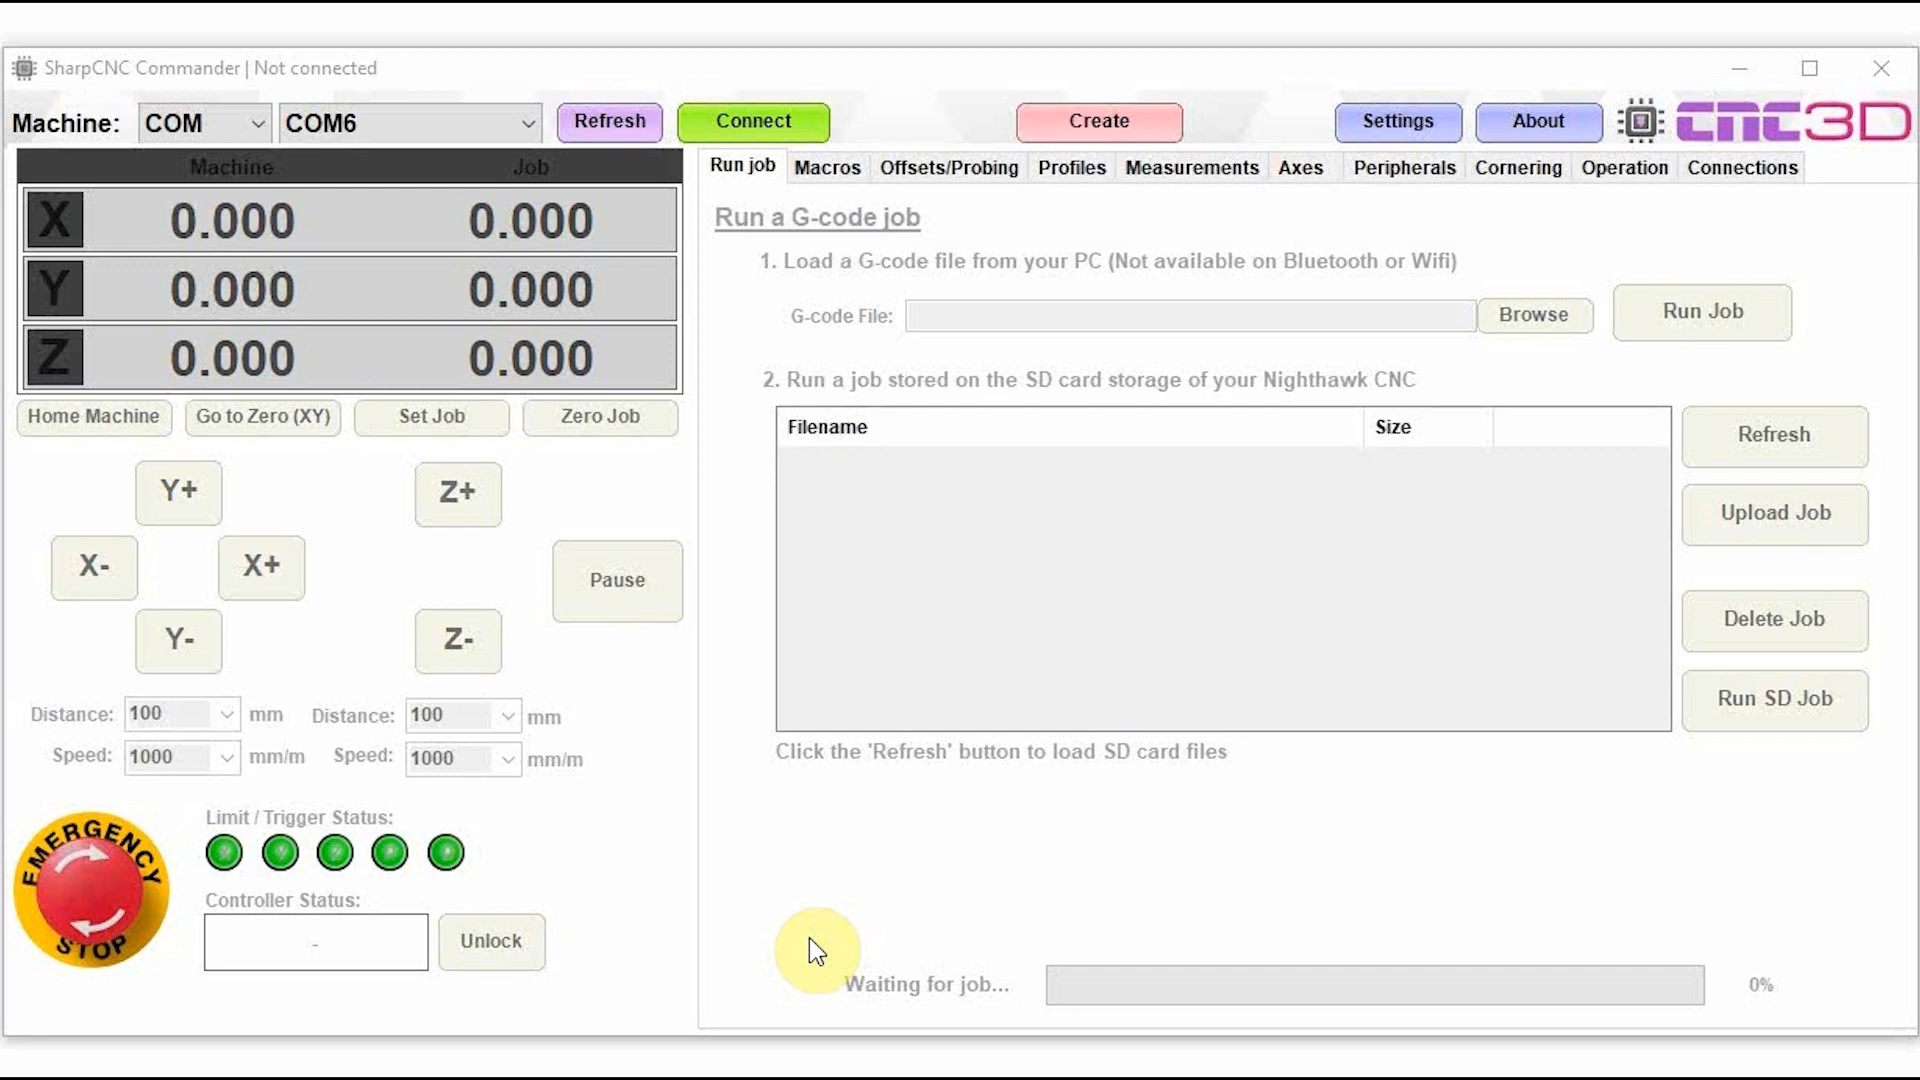 SharpCNC Commander | Not connected
Machine: COM COM6 Refresh Connect Create Settings About CNC3D
Machine Job
X 0.000 0.000
Y 0.000 0.000
Z 0.000 0.000
Home Machine Go to Zero (XY) Set Job Zero Job
Y+ Z+
X- X+
Pause
Y- Z-
Distance: 100 mm Distance: 100 mm
Speed: 1000 mm/m Speed: 1000 mm/m
EMERGENCY
STOP
Limit / Trigger Status:
Controller Status:
- Unlock
Run job Macros Offsets/Probing Profiles Measurements Axes Peripherals Cornering Operation Connections
Run a G-code job
1. Load a G-code file from your PC (Not available on Bluetooth or Wifi)
G-code File: Browse Run Job
2. Run a job stored on the SD card storage of your Nighthawk CNC
Filename Size
Refresh
Upload Job
Delete Job
Run SD Job
Click the 'Refresh' button to load SD card files
Waiting for job... 0%